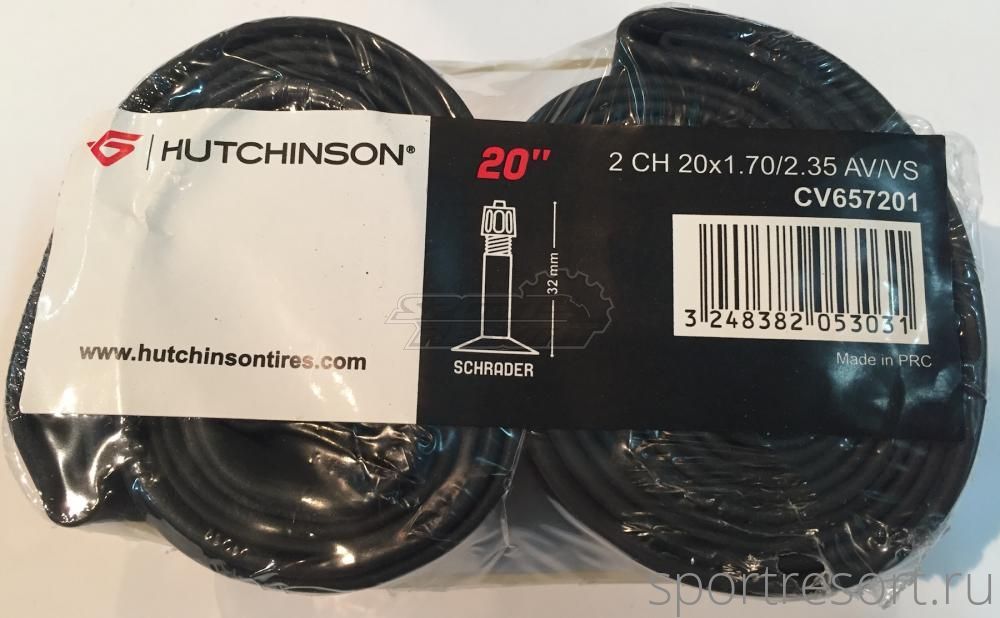 HUTCHINSON®
20"
2 CH 20x1.70/2.35 AV/VS
CV657201
32 mm
3 248382 053031
www.hutchinsontires.com
SCHRADER
Made in PRC
sportresort.ru